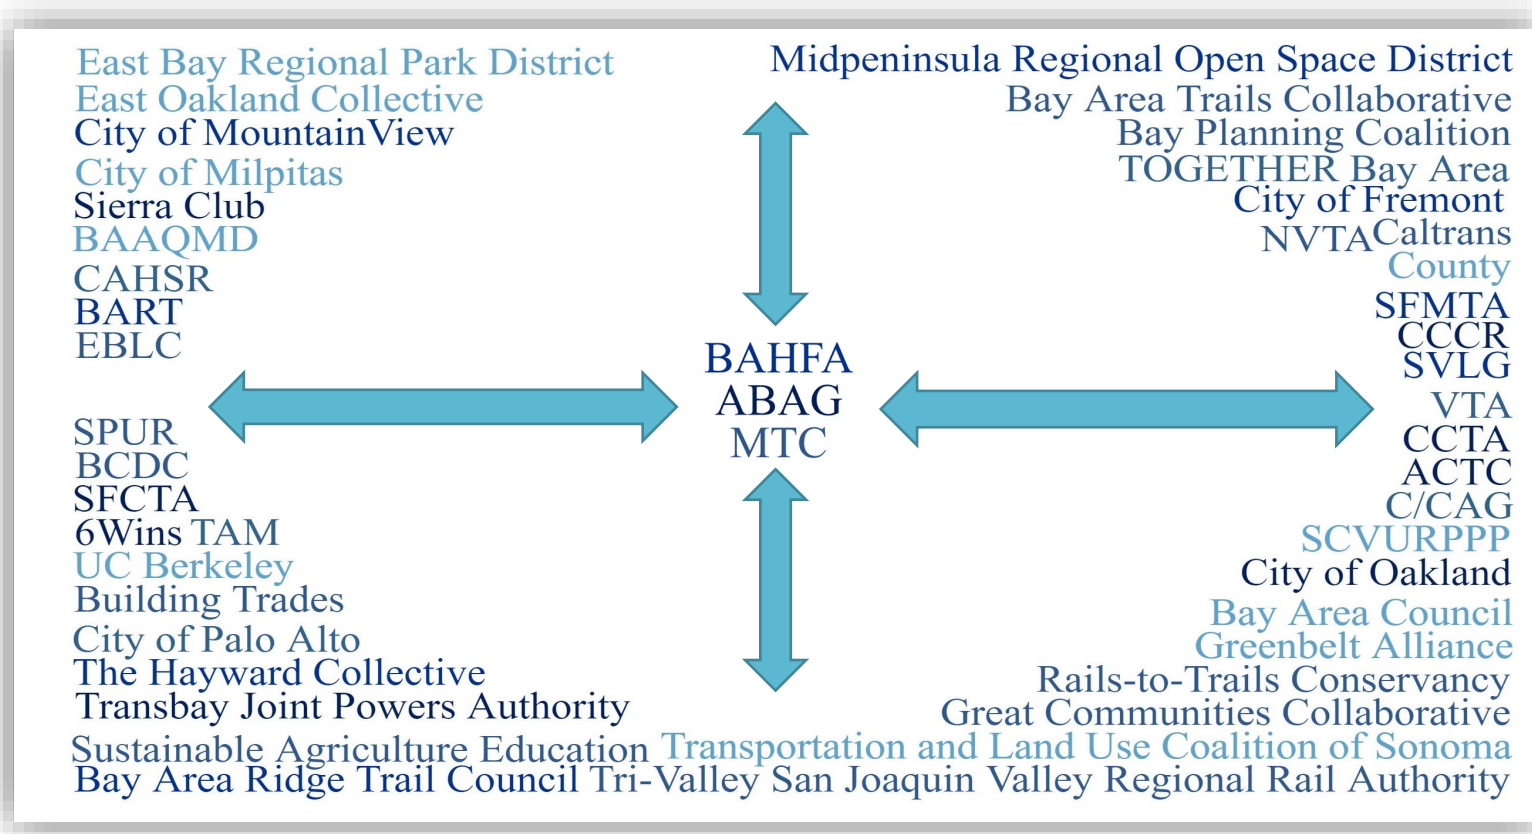 East Bay Regional Park District
East Oakland Collective
City of MountainView
City of Milpitas
Sierra Club
BAAQMD
CAHSR
BART
EBLC
SPUR
BCDC
SFCTA
6Wins TAM
UC Berkeley
Building Trades
City of Palo Alto
The Hayward Collective
Transbay Joint Powers Authority
Sustainable Agriculture Education
Bay Area Ridge Trail Council
BAHFA
ABAG
MTC
Midpeninsula Regional Open Space District
Bay Area Trails Collaborative
Bay Planning Coalition
TOGETHER Bay Area
City of Fremont
NVTA Caltrans
County
SFMTA
CCCR
SVLG
VTA
CCTA
ACTC
C/CAG
SCVURPPP
City of Oakland
Bay Area Council
Greenbelt Alliance
Rails-to-Trails Conservancy
Great Communities Collaborative
Transportation and Land Use Coalition of Sonoma
Tri-Valley San Joaquin Valley Regional Rail Authority